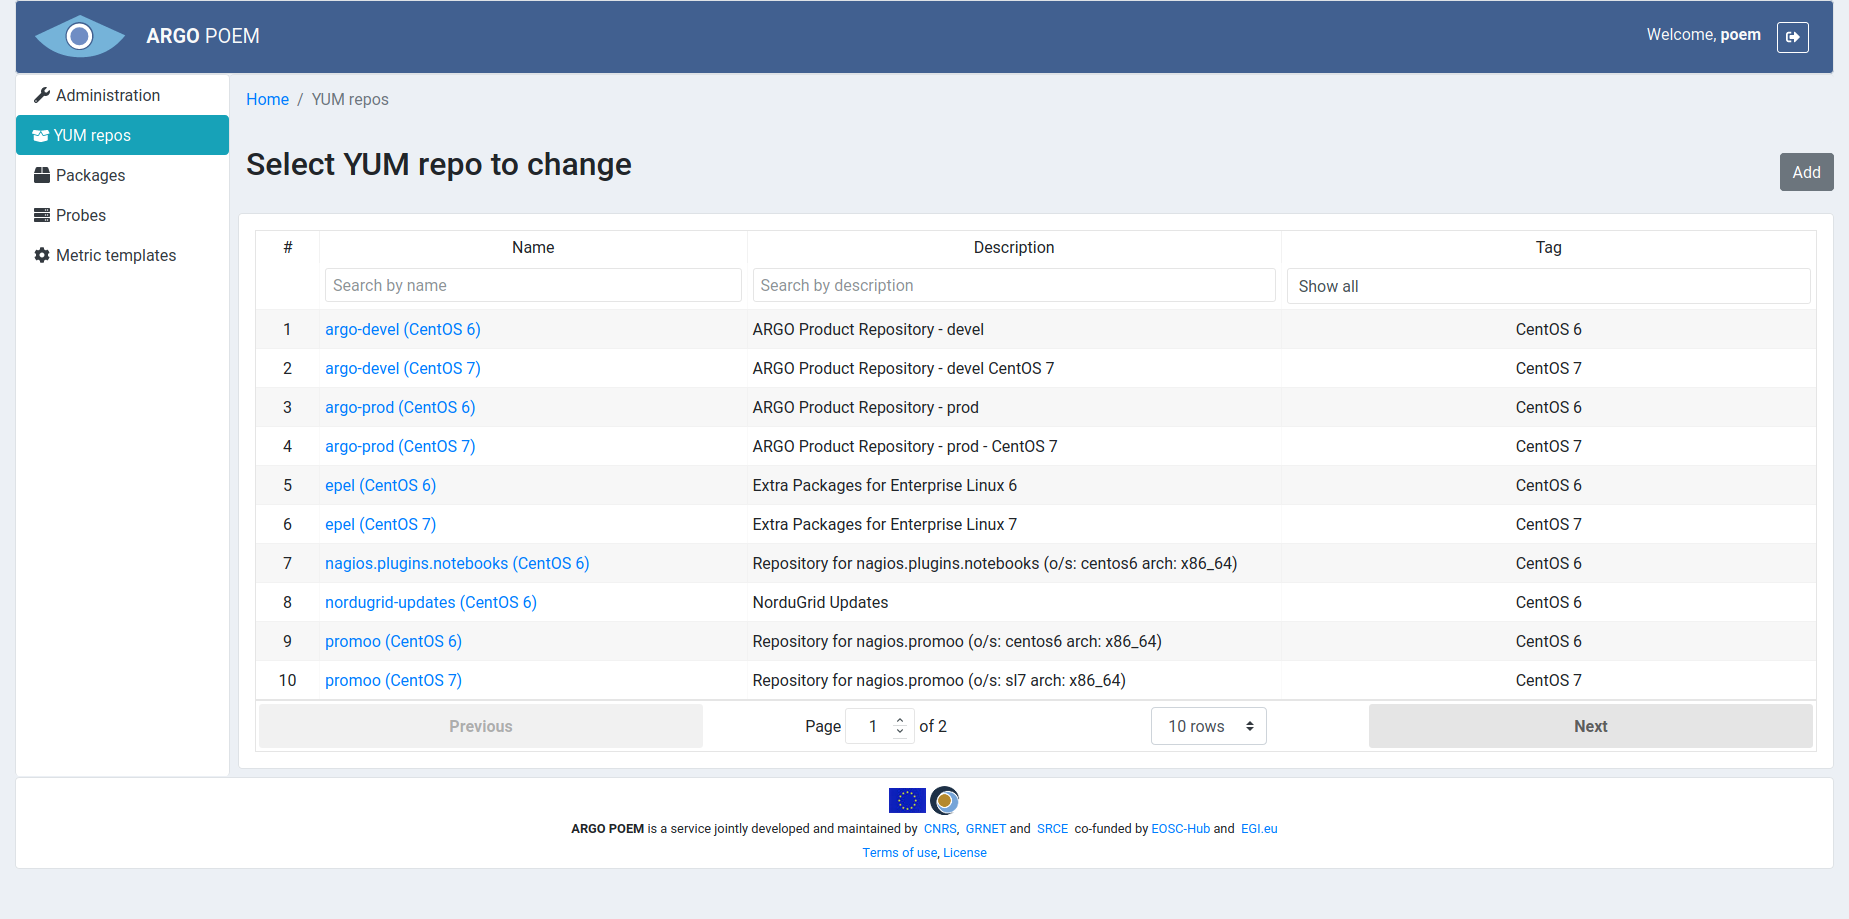 ARGO POEM
Welcome, poem
Administration
YUM repos
Packages
Probes
Metric templates
Home / YUM repos
Select YUM repo to change
Add
# Name Description Tag
Search by name Search by description Show all
1 argo-devel (CentOS 6) ARGO Product Repository - devel CentOS 6
2 argo-devel (CentOS 7) ARGO Product Repository - devel CentOS 7 CentOS 7
3 argo-prod (CentOS 6) ARGO Product Repository - prod CentOS 6
4 argo-prod (CentOS 7) ARGO Product Repository - prod - CentOS 7 CentOS 7
5 epel (CentOS 6) Extra Packages for Enterprise Linux 6 CentOS 6
6 epel (CentOS 7) Extra Packages for Enterprise Linux 7 CentOS 7
7 nagios.plugins.notebooks (CentOS 6) Repository for nagios.plugins.notebooks (o/s: centos6 arch: x86_64) CentOS 6
8 nordugrid-updates (CentOS 6) NorduGrid Updates CentOS 6
9 promoo (CentOS 6) Repository for nagios.promoo (o/s: centos6 arch: x86_64) CentOS 6
10 promoo (CentOS 7) Repository for nagios.promoo (o/s: sl7 arch: x86_64) CentOS 7
Previous Page 1 of 2 10 rows Next
ARGO POEM is a service jointly developed and maintained by CNRS, GRNET and SRCE co-funded by EOSC-Hub and EGI.eu
Terms of use, License